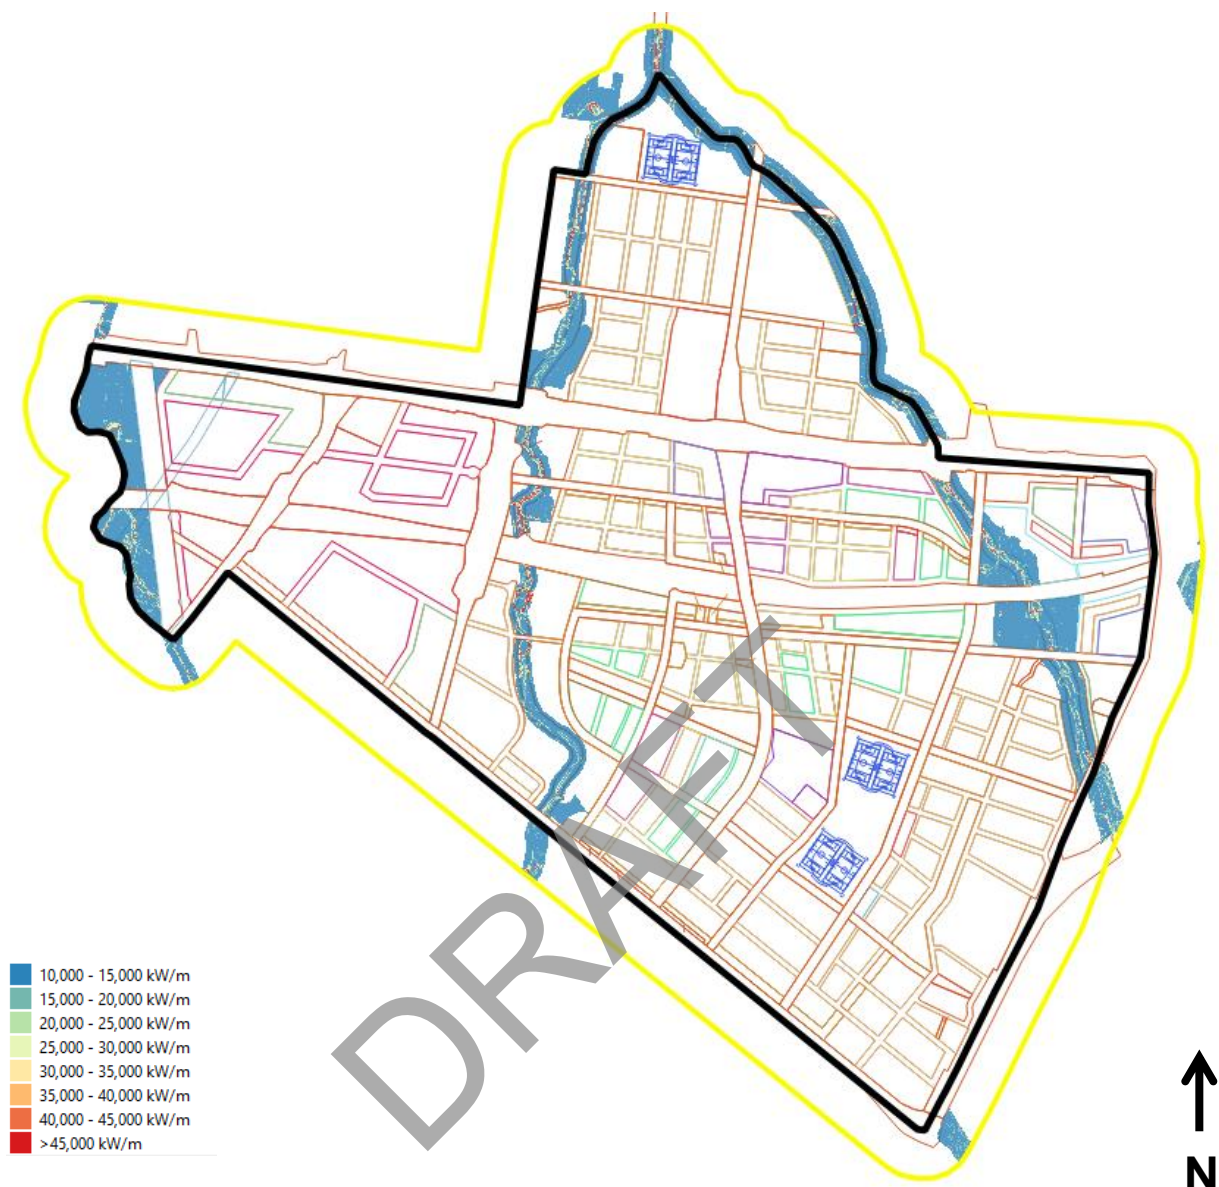 DRAFT
10,000 - 15,000 kW/m
15,000 - 20,000 kW/m
20,000 - 25,000 kW/m
25,000 - 30,000 kW/m
30,000 - 35,000 kW/m
35,000 - 40,000 kW/m
40,000 - 45,000 kW/m
>45,000 kW/m
N